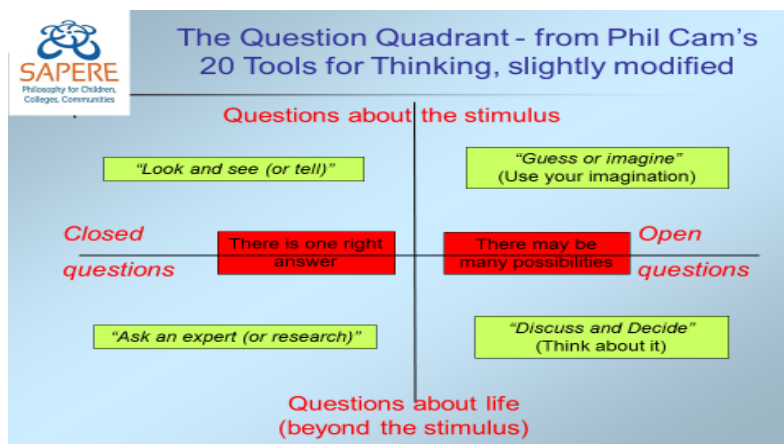 SAPERE
Philosophy for Children,
Colleges, Communities
The Question Quadrant - from Phil Cam's
20 Tools for Thinking, slightly modified
Questions about the stimulus
"Look and see (or tell)"
"Guess or imagine"
(Use your imagination)
Closed
questions
There is one right
answer
There may be
many possibilities
Open
questions
"Ask an expert (or research)"
"Discuss and Decide"
(Think about it)
Questions about life
(beyond the stimulus)